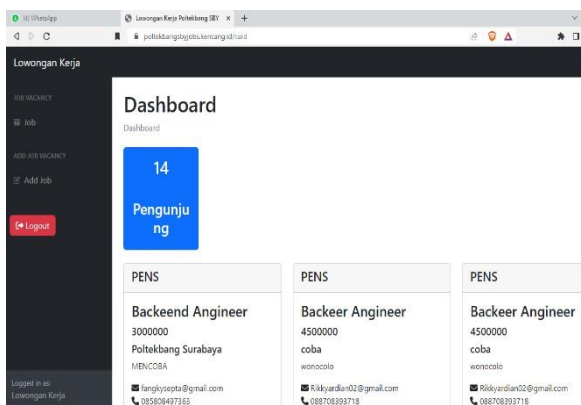 (4) WhatsApp
Lowongan Kerja Poltekbang SBY
poltekbangsbyjobs.kencang.id/card
Lowongan Kerja
JOB VACANCY
Job
ADD JOB VACANCY
Add Job
Logout
Logged in as:
Lowongan Kerja
Dashboard
Dashboard
14
Pengunju
ng
PENS
Backeend Angineer
3000000
Poltekbang Surabaya
MENCOBA
fangkysepta@gmail.com
085808497363
PENS
Backeer Angineer
4500000
coba
wonocolo
Rikkyardian02@gmail.com
088708393718
PENS
Backeer Angineer
4500000
coba
wonocolo
Rikkyardian02@gmail.com
088708393718